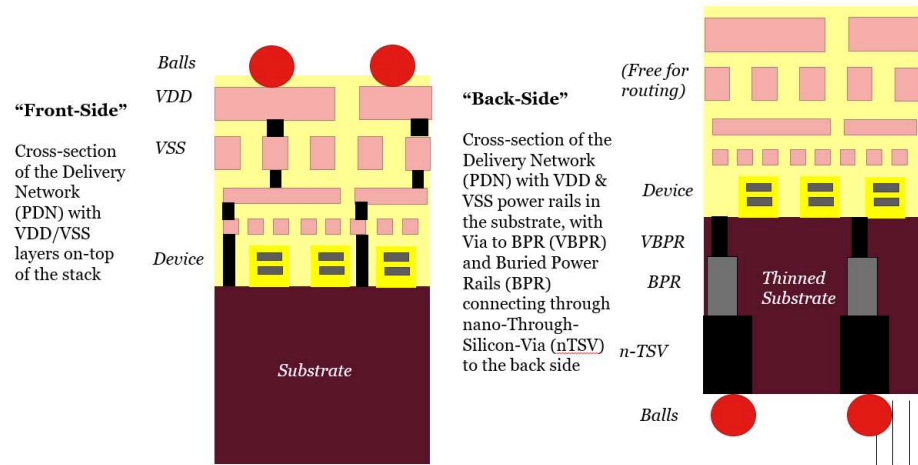 “Front-Side”
Cross-section
of the Delivery
Network
(PDN) with
VDD/VSS
layers on-top
of the stack
Balls
VDD
VSS
Device
Substrate
“Back-Side”
Cross-section of the
Delivery Network
(PDN) with VDD &
VSS power rails in
the substrate, with
Via to BPR (VBPR)
and Buried Power
Rails (BPR)
connecting through
nano-Through-
Silicon-Via (nTSV)
to the back side
(Free for
routing)
Device
VBPR
BPR
n-TSV
Balls
Thinned
Substrate